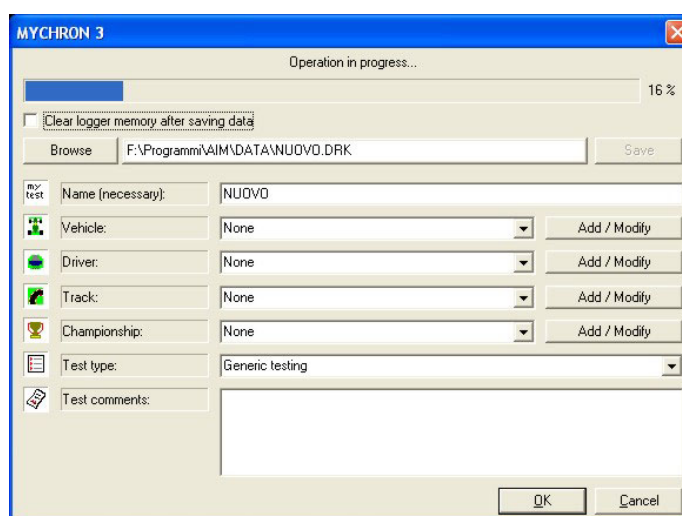 MYCHRON 3
Operation in progress...
16 %
Clear logger memory after saving data
Browse F:\Programmi\AIM\DATA\NUOVO.DRK Save
my test Name (necessary): NUOVO
Vehicle: None Add / Modify
Driver: None Add / Modify
Track: None Add / Modify
Championship: None Add / Modify
Test type: Generic testing
Test comments:
OK Cancel